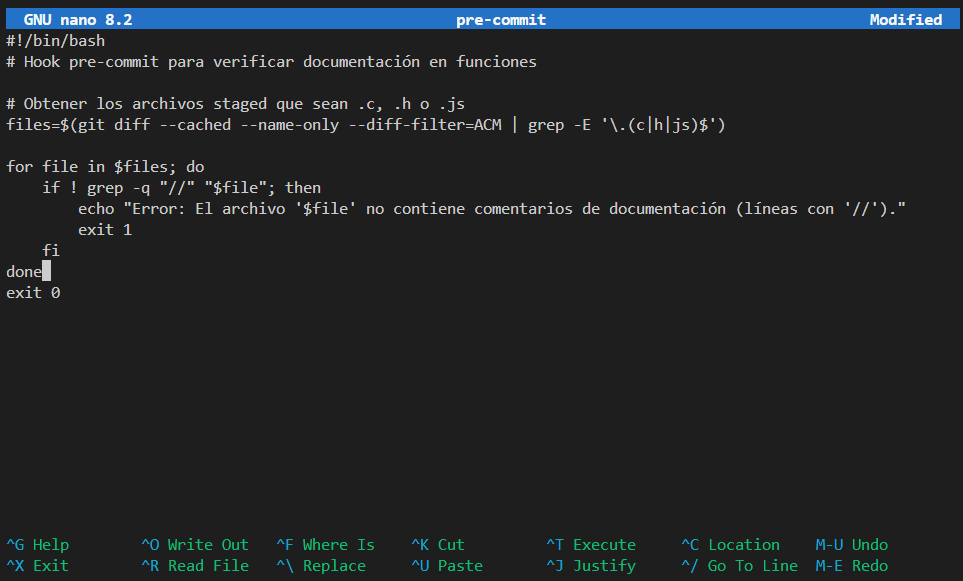 GNU nano 8.2 pre-commit Modified
#!/bin/bash
# Hook pre-commit para verificar documentación en funciones

# Obtener los archivos staged que sean .c, .h o .js
files=$(git diff --cached --name-only --diff-filter=ACM | grep -E '\.(c|h|js)$')

for file in $files; do
    if ! grep -q "//" "$file"; then
        echo "Error: El archivo '$file' no contiene comentarios de documentación (líneas con '//')."
        exit 1
    fi
done
exit 0
^G Help ^O Write Out ^F Where Is ^K Cut ^T Execute ^C Location M-U Undo
^X Exit ^R Read File ^\ Replace ^U Paste ^J Justify ^/ Go To Line M-E Redo